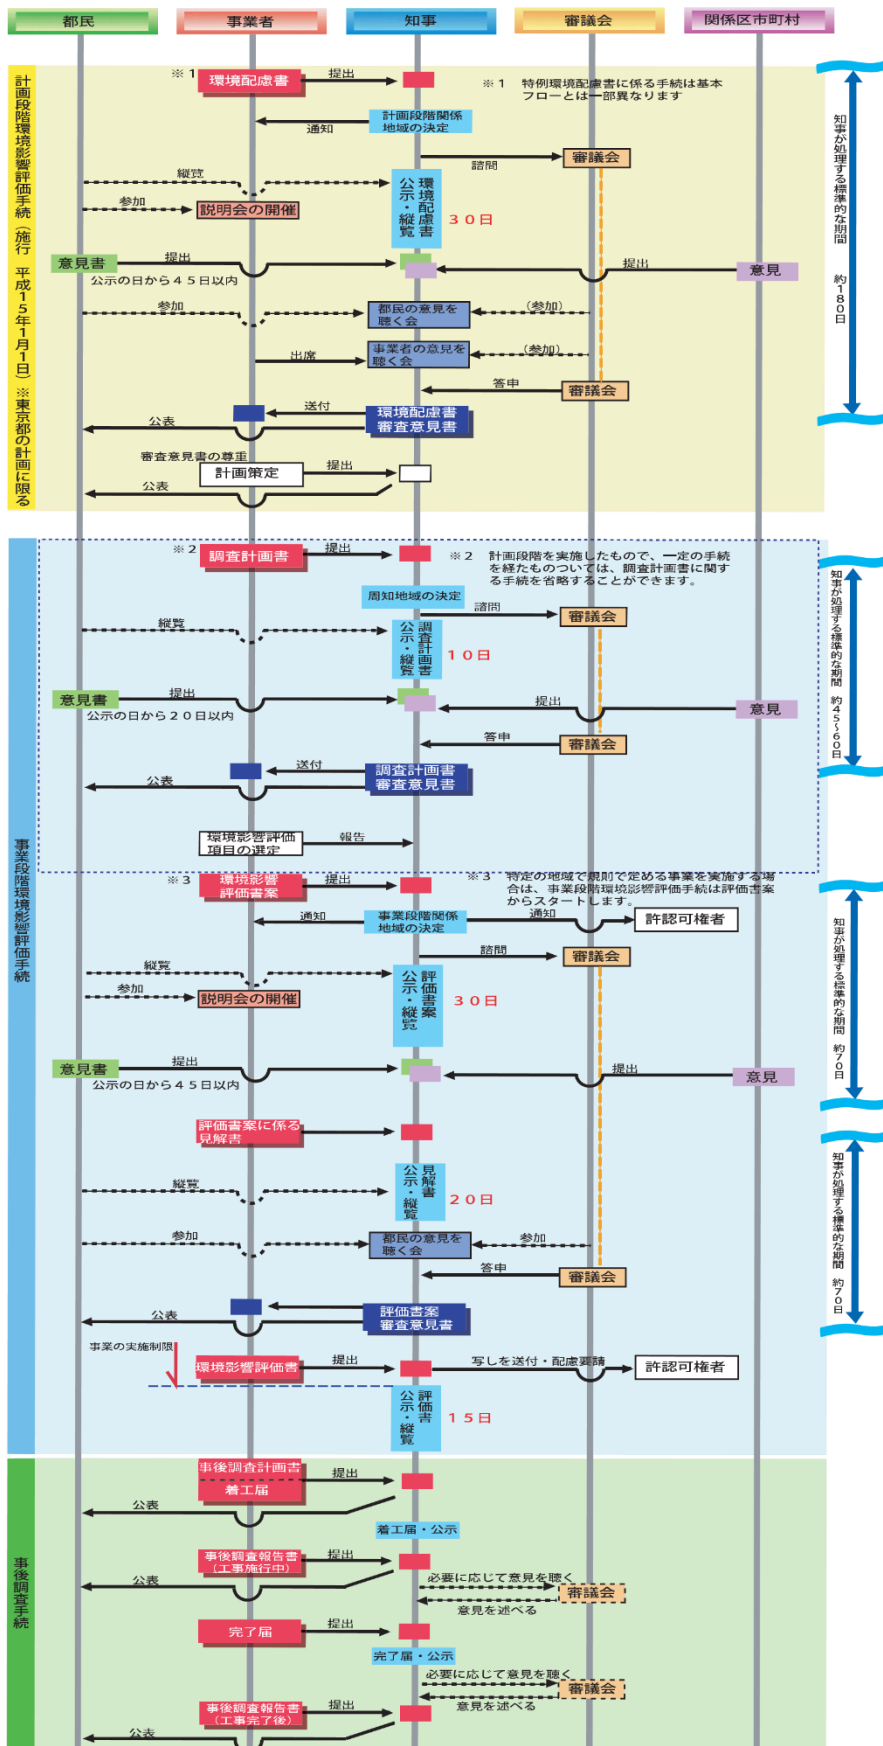 都民
事業者
知事
審議会
関係区市町村
計画段階環境影響評価手続（施行　平成15年1月1日）※東京都の計画に限る
※1
環境配慮書
提出
※1　特例環境配慮書に係る手続は基本
フローとは一部異なります
通知
計画段階関係
地域の決定
諮問
審議会
縦覧
環境配慮書
公示・縦覧
30日
参加
説明会の開催
意見書
提出
公示の日から45日以内
提出
意見
参加
都民の意見を
聴く会
（参加）
出席
事業者の意見を
聴く会
（参加）
答申
審議会
送付
環境配慮書
審査意見書
公表
審査意見書の尊重
計画策定
提出
公表
知事が処理する標準的な期間　約180日
事業段階環境影響評価手続
※2
調査計画書
提出
※2　計画段階を実施したもので、一定の手続
を経たものついては、調査計画書に関す
る手続を省略することができます。
周知地域の決定
諮問
審議会
縦覧
調査計画書
公示・縦覧
10日
意見書
提出
公示の日から20日以内
提出
意見
答申
審議会
送付
調査計画書
審査意見書
公表
環境影響評価
項目の選定
報告
知事が処理する標準的な期間　約45～60日
※3
環境影響
評価書案
提出
※3　特定の地域で規則で定める事業を実施する場
合は、事業段階環境影響評価手続は評価書案
からスタートします。
通知
事業段階関係
地域の決定
通知
許認可権者
諮問
審議会
縦覧
評価書案
公示・縦覧
30日
参加
説明会の開催
意見書
提出
公示の日から45日以内
提出
意見
知事が処理する標準的な期間　約70日
評価書案に係る
見解書
縦覧
見解書
公示・縦覧
20日
参加
都民の意見を
聴く会
参加
答申
審議会
評価書案
審査意見書
公表
知事が処理する標準的な期間　約70日
事業の実施制限
環境影響評価書
提出
写しを送付・配慮要請
許認可権者
評価書
公示・縦覧
15日
事後調査手続
事後調査計画書
着工届
提出
公表
着工届・公示
事後調査報告書
（工事施行中）
提出
公表
必要に応じて意見を聴く
審議会
意見を述べる
完了届
提出
完了届・公示
必要に応じて意見を聴く
審議会
意見を述べる
事後調査報告書
（工事完了後）
提出
公表